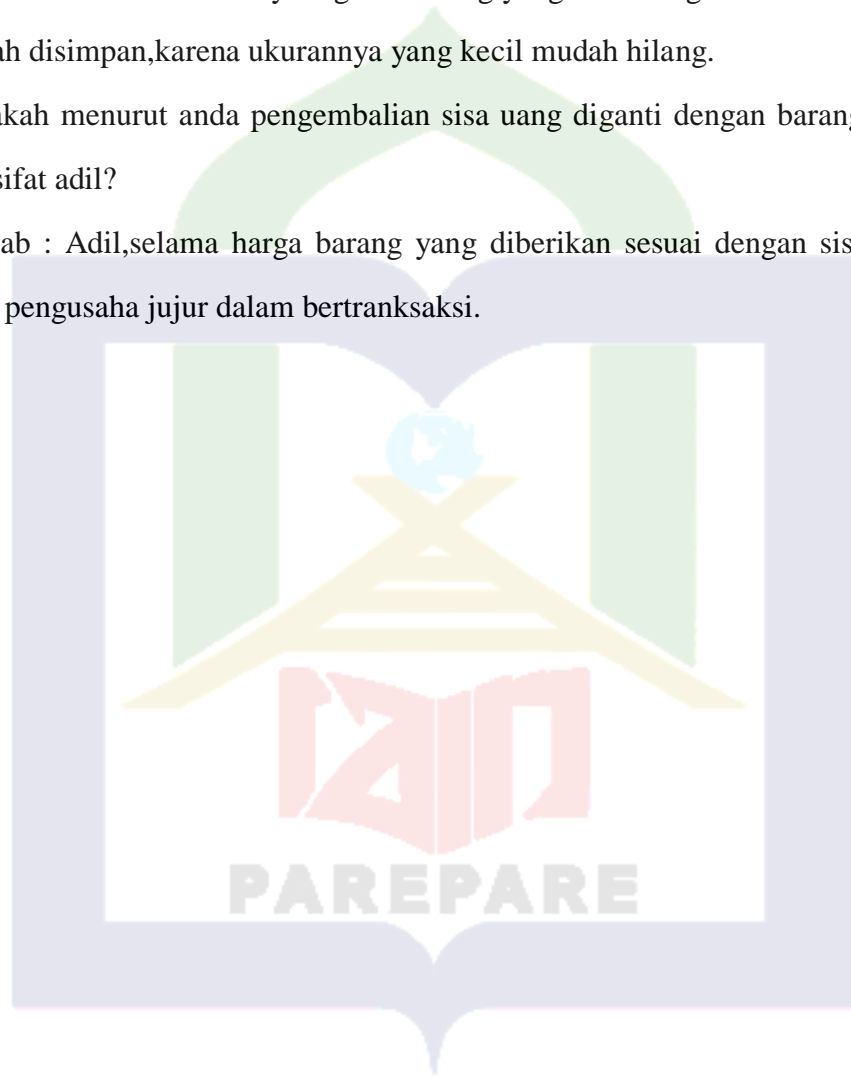 ah disimpan,karena ukurannya yang kecil mudah hilang.
akah menurut anda pengembalian sisa uang diganti dengan barang
sifat adil?
ab : Adil,selama harga barang yang diberikan sesuai dengan sis
pengusaha jujur dalam bertranksaksi.
iain
PAREPARE